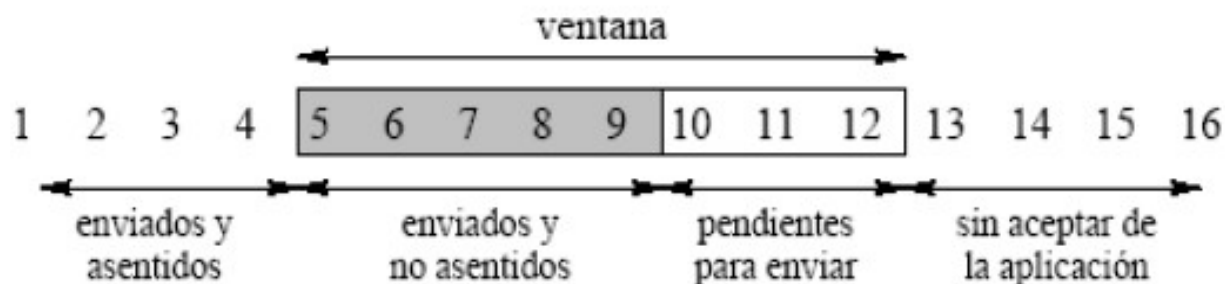 ventana
1 2 3 4 5 6 7 8 9 10 11 12 13 14 15 16
enviados y enviados y pendientes sin aceptar de
asentidos no asentidos para enviar la aplicación